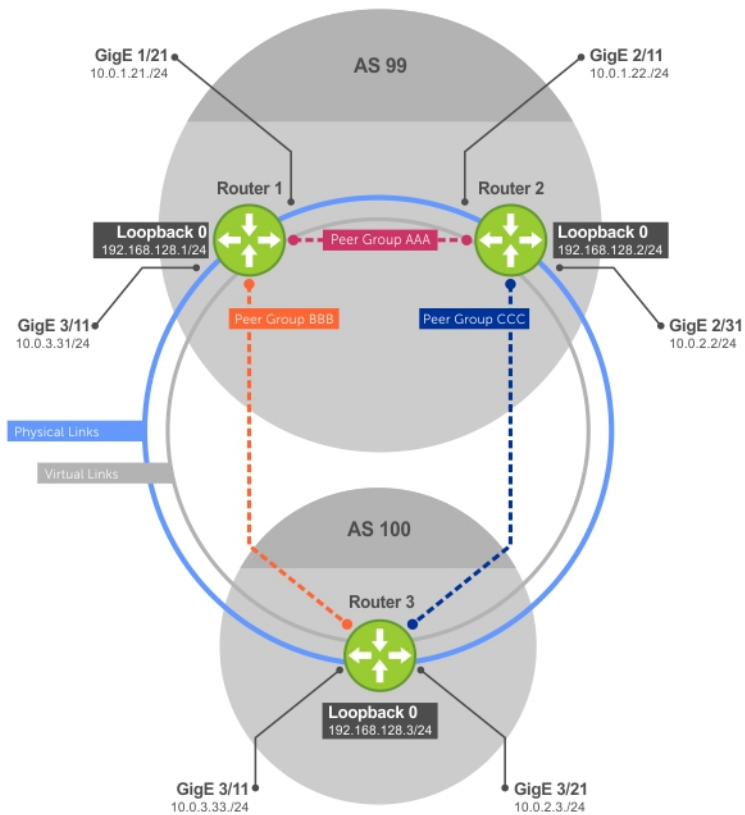 GigE 1/21
10.0.1.21./24
AS 99
GigE 2/11
10.0.1.22./24
Router 1
Router 2
Loopback 0
192.168.128.1/24
Peer Group AAA
Loopback 0
192.168.128.2/24
GigE 3/11
10.0.3.31/24
Peer Group BBB
Peer Group CCC
GigE 2/31
10.0.2.2/24
Physical Links
Virtual Links
AS 100
Router 3
Loopback 0
192.168.128.3/24
GigE 3/11
10.0.3.33./24
GigE 3/21
10.0.2.3./24